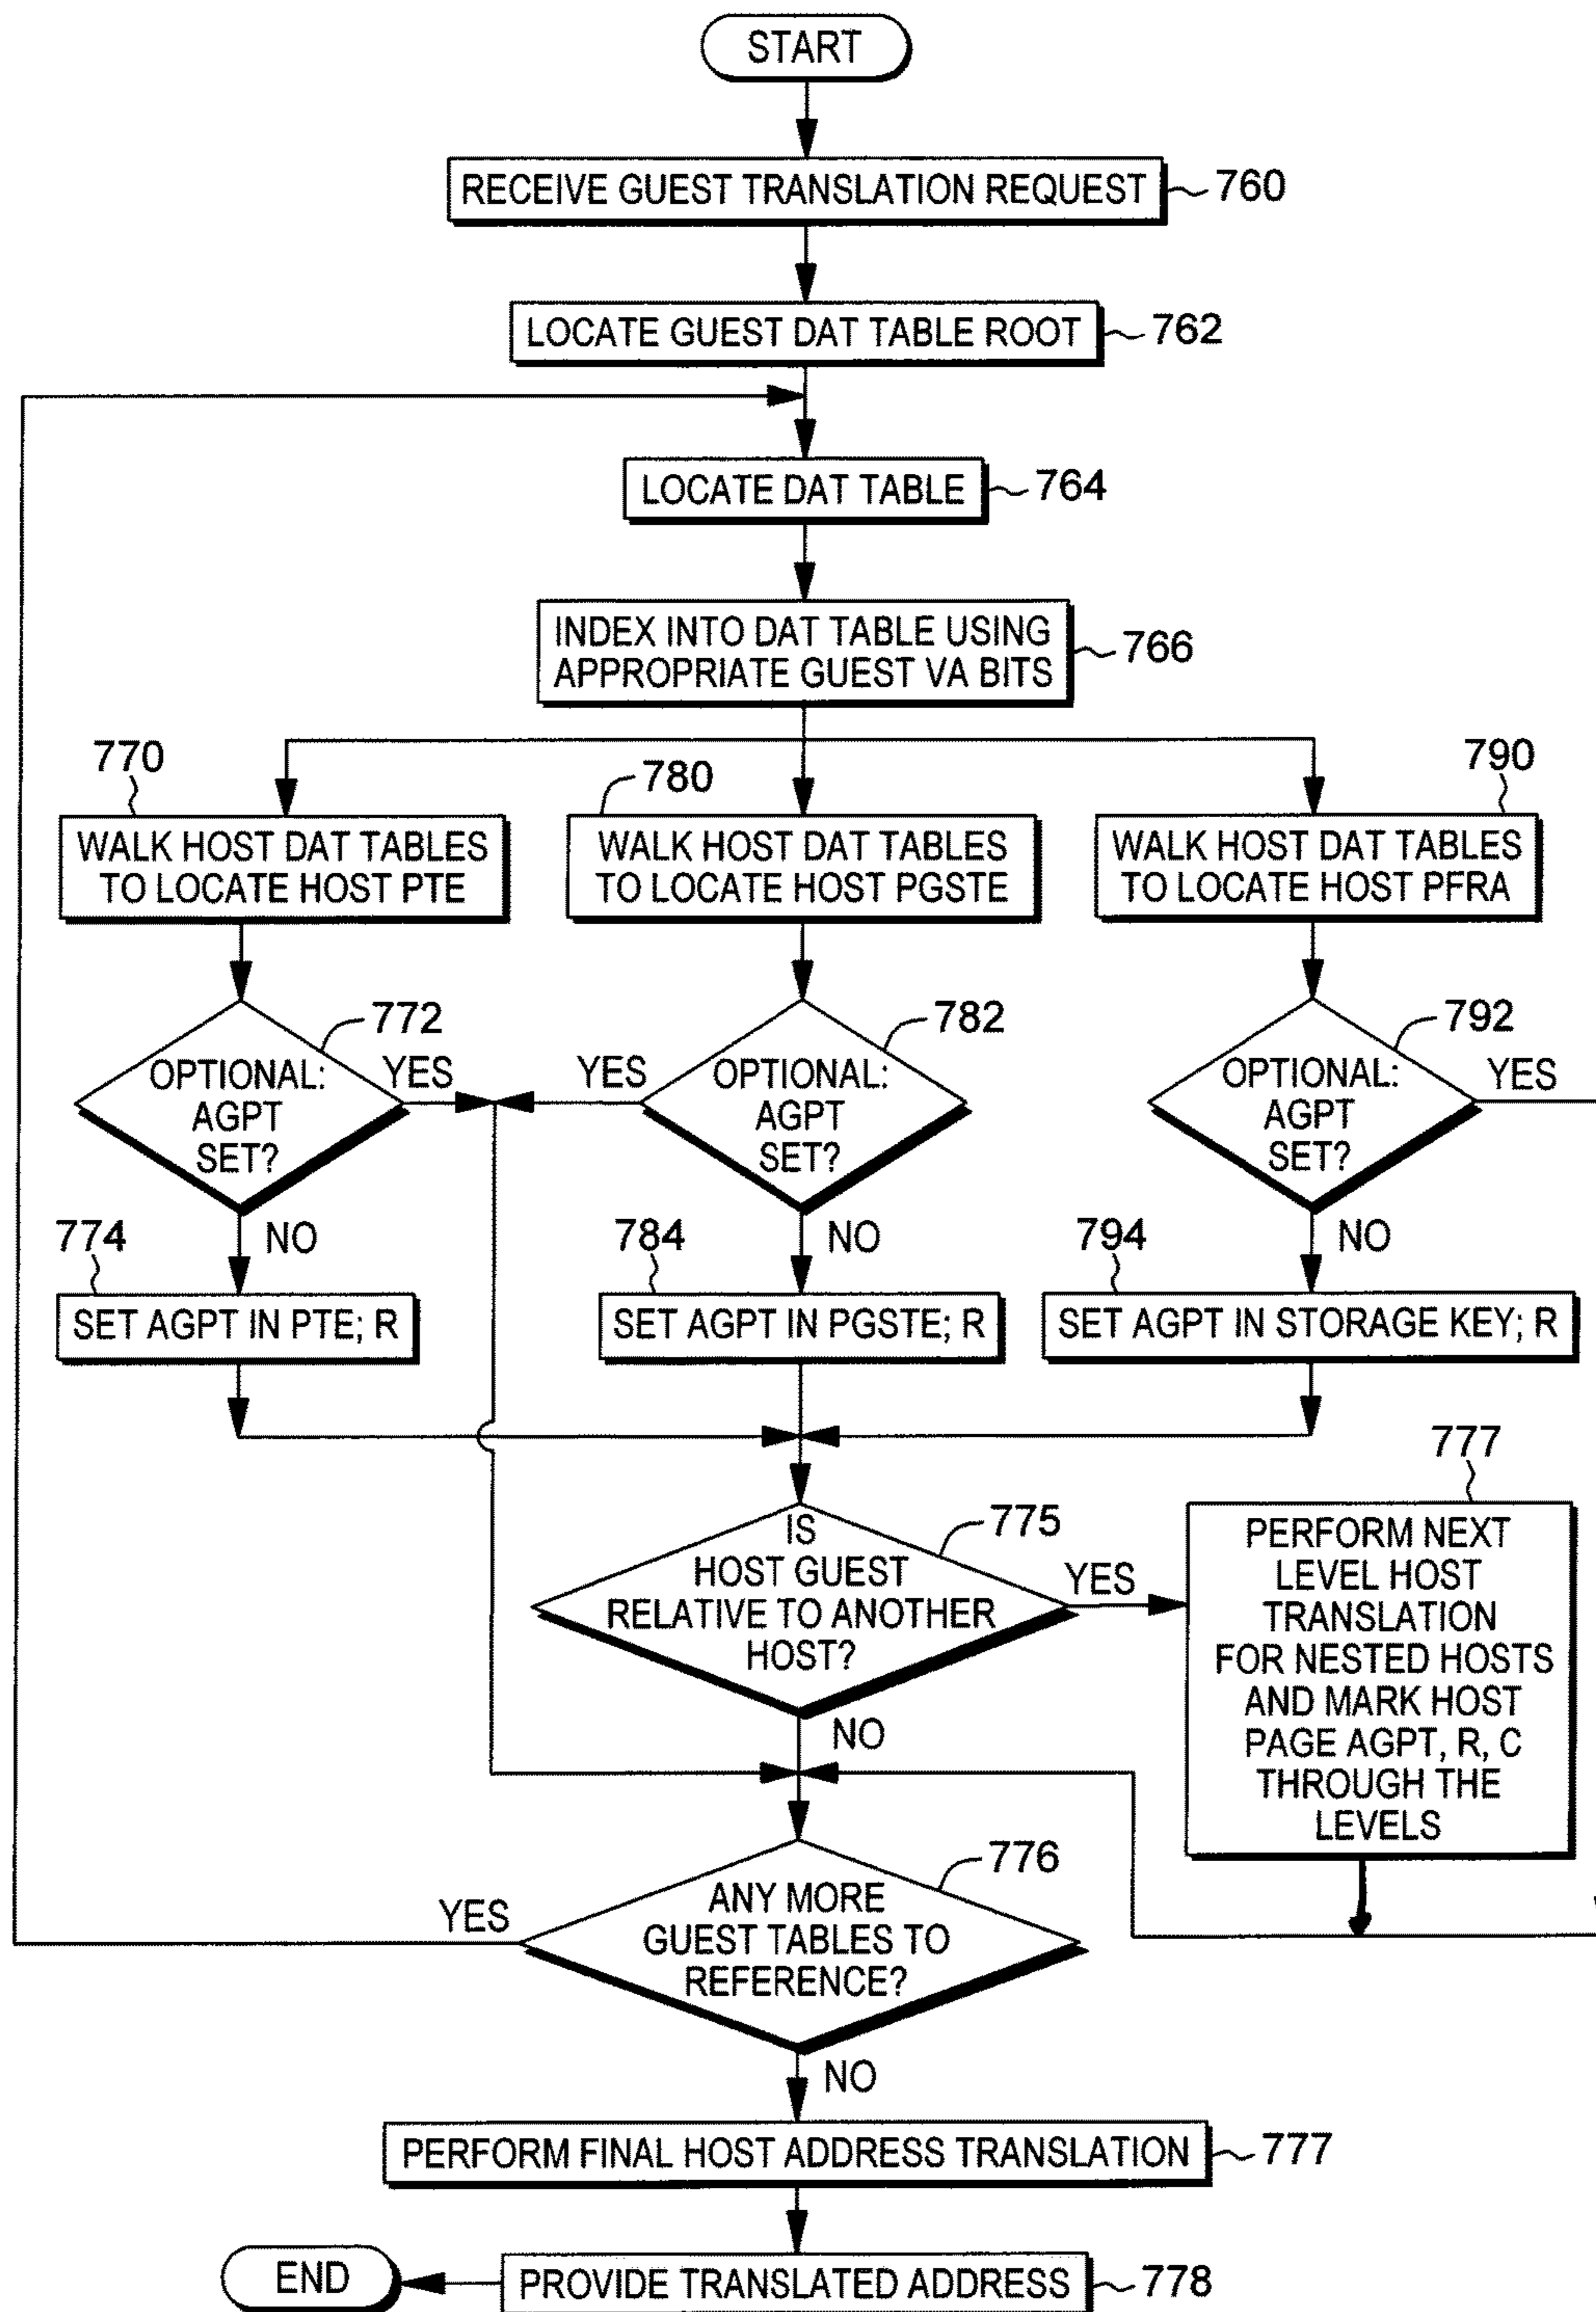 START
RECEIVE GUEST TRANSLATION REQUEST
760
LOCATE GUEST DAT TABLE ROOT
762
LOCATE DAT TABLE
764
INDEX INTO DAT TABLE USING
APPROPRIATE GUEST VA BITS
766
770
WALK HOST DAT TABLES
TO LOCATE HOST PTE
780
WALK HOST DAT TABLES
TO LOCATE HOST PGSTE
790
WALK HOST DAT TABLES
TO LOCATE HOST PFRA
772
OPTIONAL:
AGPT
SET?
YES
NO
782
OPTIONAL:
AGPT
SET?
YES
NO
792
OPTIONAL:
AGPT
SET?
YES
NO
774
SET AGPT IN PTE; R
784
SET AGPT IN PGSTE; R
794
SET AGPT IN STORAGE KEY; R
775
IS
HOST GUEST
RELATIVE TO ANOTHER
HOST?
YES
NO
777
PERFORM NEXT
LEVEL HOST
TRANSLATION
FOR NESTED HOSTS
AND MARK HOST
PAGE AGPT, R, C
THROUGH THE
LEVELS
776
ANY MORE
GUEST TABLES TO
REFERENCE?
YES
NO
PERFORM FINAL HOST ADDRESS TRANSLATION
777
PROVIDE TRANSLATED ADDRESS
778
END